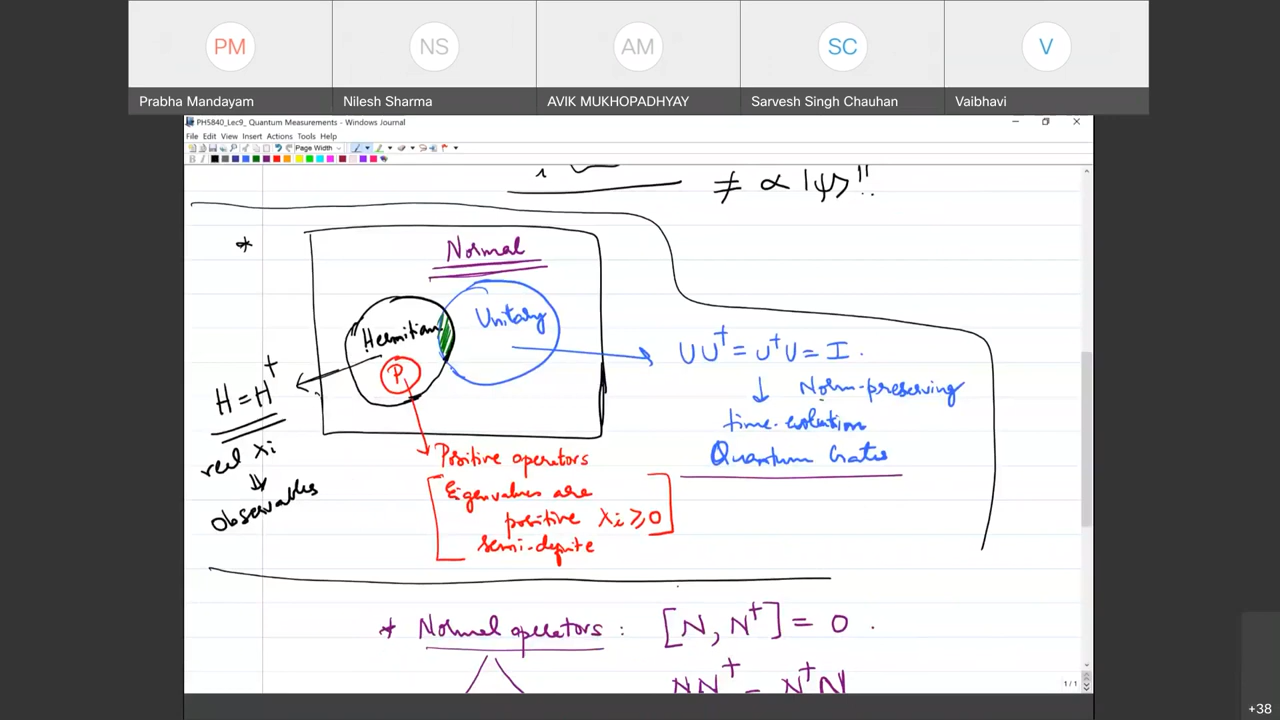 PM
NS
AM
SC
V
Prabha Mandayam
Nilesh Sharma
AVIK MUKHOPADHYAY
Sarvesh Singh Chauhan
Vaibhavi
PH5840_Lec9_ Quantum Measurements - Windows Journal
File Edit View Insert Actions Tools Help
Page Width
B I
i
≠ α |ψ> !!
*
Normal
Hermitian
Unitary
P
H = H†
real λi
⇓
observables
UU† = U†U = I .
↓ Norm-preserving
time-evolution
Quantum Gates
Positive operators
[Eigenvalues are
positive λi ≥ 0]
semi-definite
* Normal operators : [N, N†] = 0 .
NN† = N†N
1 / 1
+38